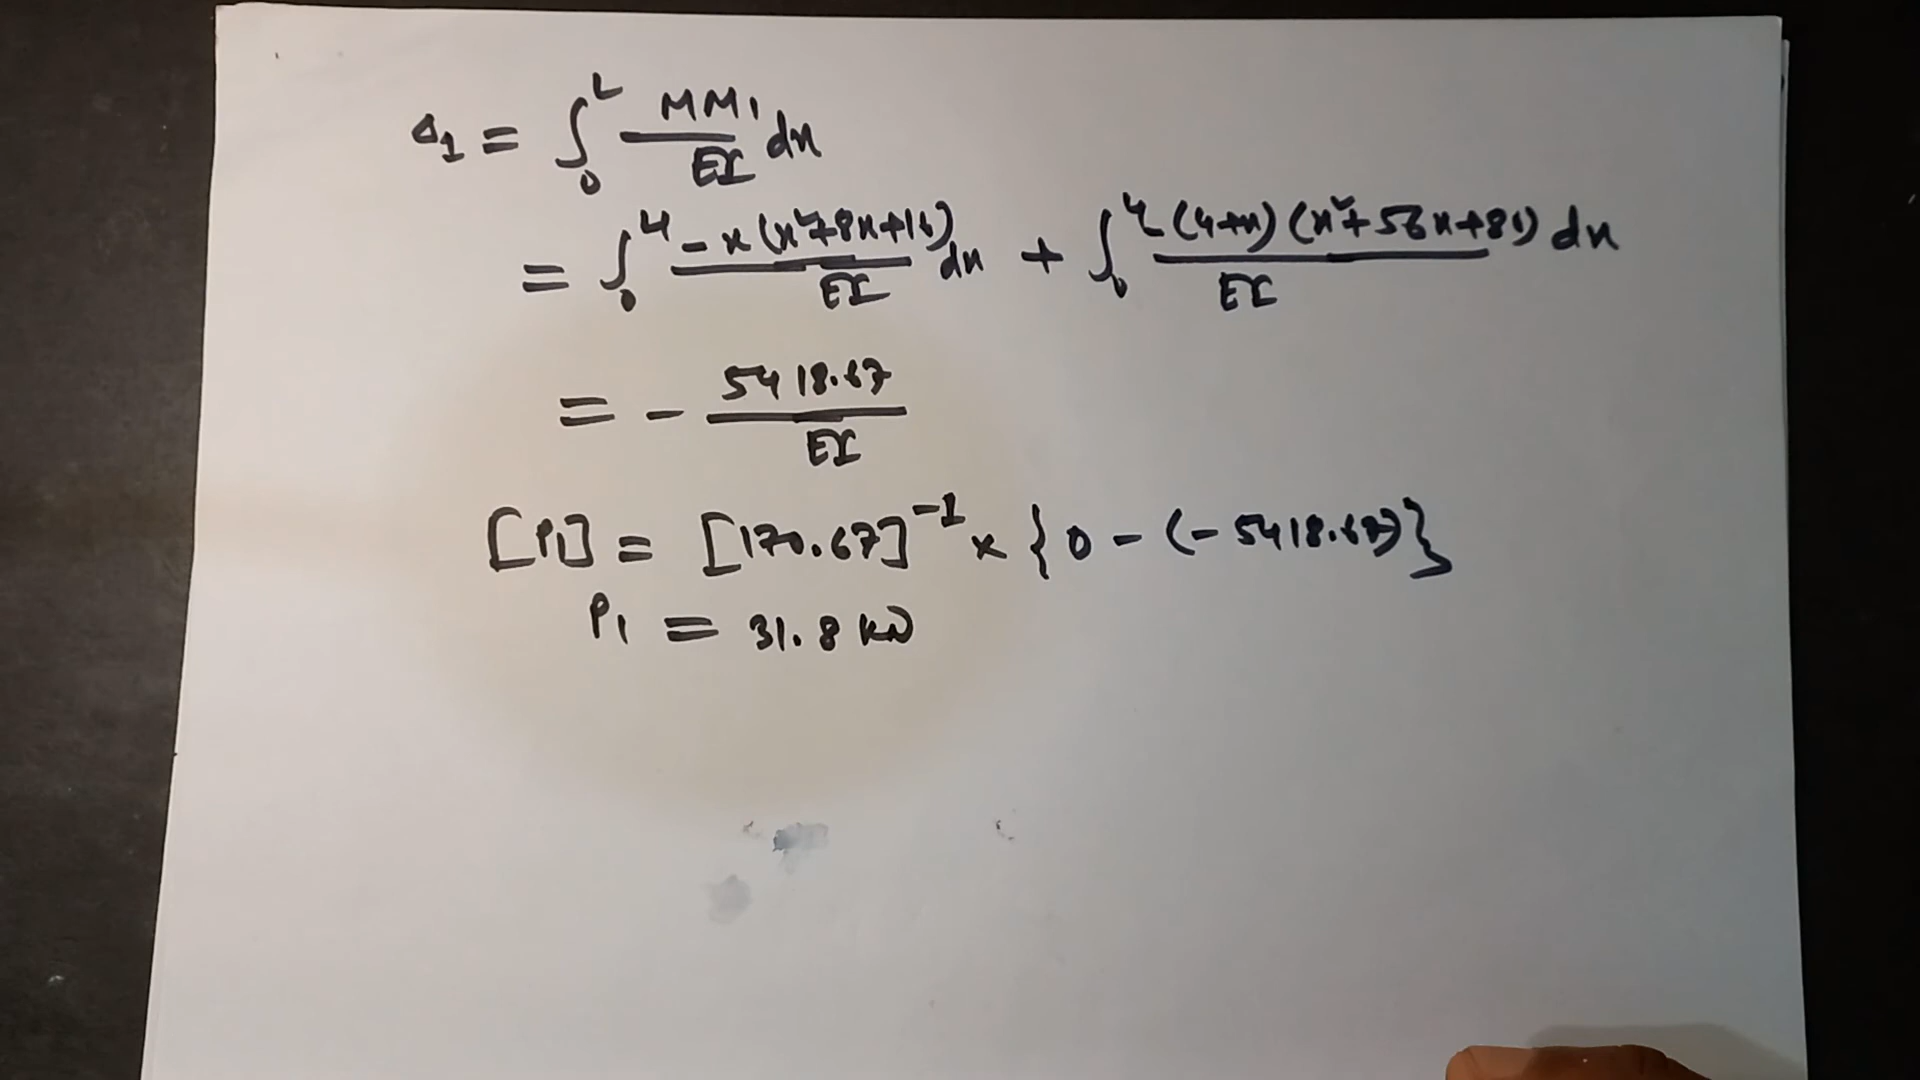 Δ1 = ∫₀ᴸ MM1/EI dx
= ∫₀⁴ -x(x²+8x+16)/EI dx + ∫₀⁴ (4+x)(x²+56x+81)/EI dx
= - 5418.67/EI
[P1] = [170.67]⁻¹ × {0 - (-5418.67)}
P1 = 31.8 kN